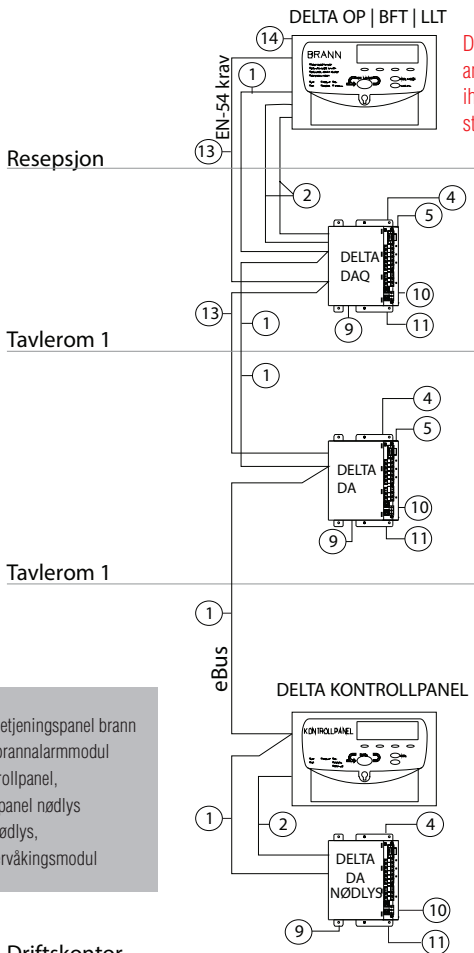 DELTA OP | BFT | LLT
14
BRANN
D
ar
ih
st
1
EN-54 krav
13
Resepsjon
2
4
5
DELTA
DAQ
10
13
1
9
11
Tavlerom 1
1
4
5
DELTA
DA
10
9
11
Tavlerom 1
1
eBus
DELTA KONTROLLPANEL
KONTROLLPANEL
etjeningspanel brann
brannalarmmodul
rollpanel,
panel nødlys
ødlys,
ervåkingsmodul
1
2
4
DELTA
DA
NØDLYS
10
9
11
Driftskontor